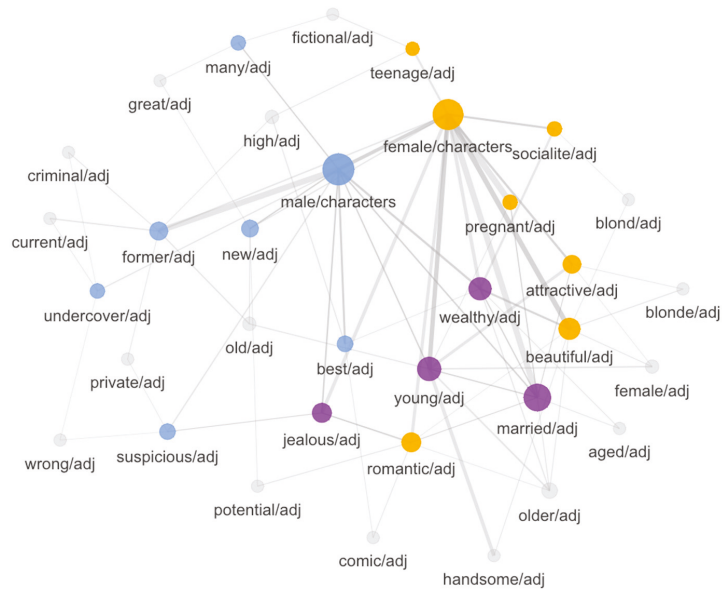 fictional/adj
many/adj
teenage/adj
great/adj
high/adj
female/characters
socialite/adj
criminal/adj
male/characters
blond/adj
pregnant/adj
current/adj
former/adj
new/adj
attractive/adj
undercover/adj
wealthy/adj
blonde/adj
old/adj
beautiful/adj
best/adj
private/adj
young/adj
female/adj
married/adj
jealous/adj
aged/adj
wrong/adj
suspicious/adj
romantic/adj
potential/adj
older/adj
comic/adj
handsome/adj